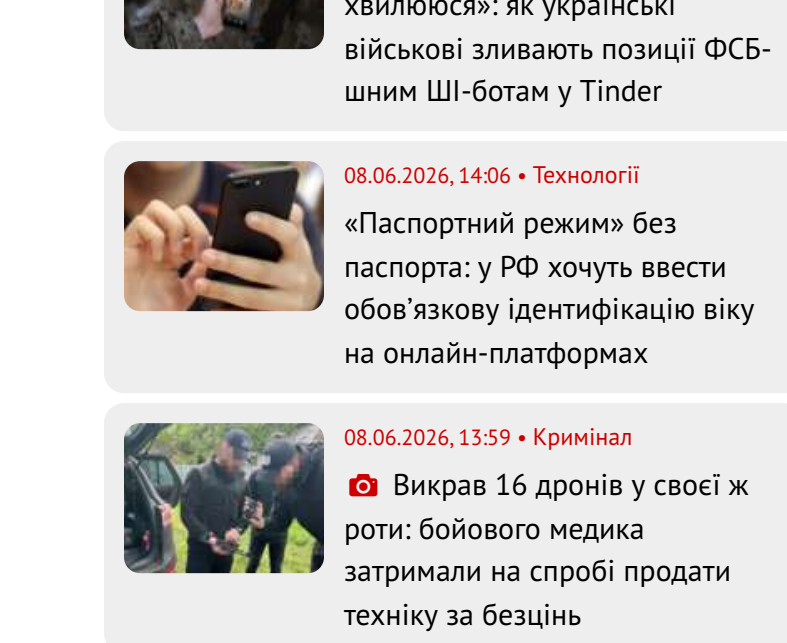 хвилююся»: як українські
військові зливають позиції ФСБ-
шним ШІ-ботам у Tinder
08.06.2026, 14:06 • Технології
«Паспортний режим» без
паспорта: у РФ хочуть ввести
обов’язкову ідентифікацію віку
на онлайн-платформах
08.06.2026, 13:59 • Кримінал
Викрав 16 дронів у своєї ж
роти: бойового медика
затримали на спробі продати
техніку за безцінь